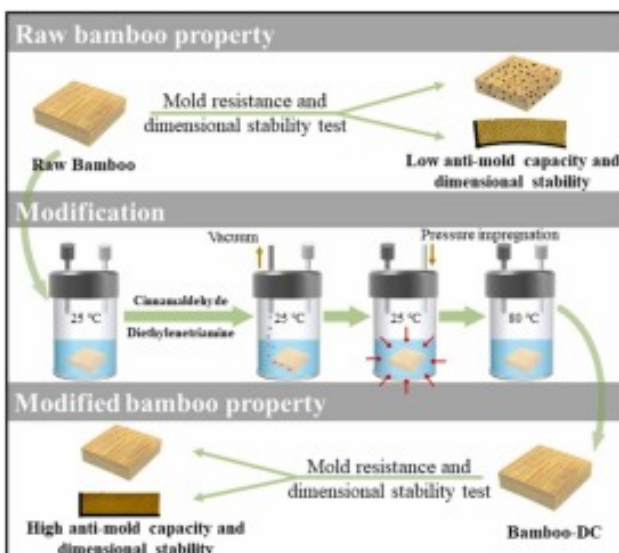 Raw bamboo property
Mold resistance and
dimensional stability test
Raw Bamboo
Low anti-mold capacity and
dimensional stability
Modification
Vacuum
Pressure impregnation
25 °C
Cinnamaldehyde
Diethylenetriamine
25 °C
25 °C
80 °C
Modified bamboo property
Mold resistance and
dimensional stability test
High anti-mold capacity and
dimensional stability
Bamboo-DC